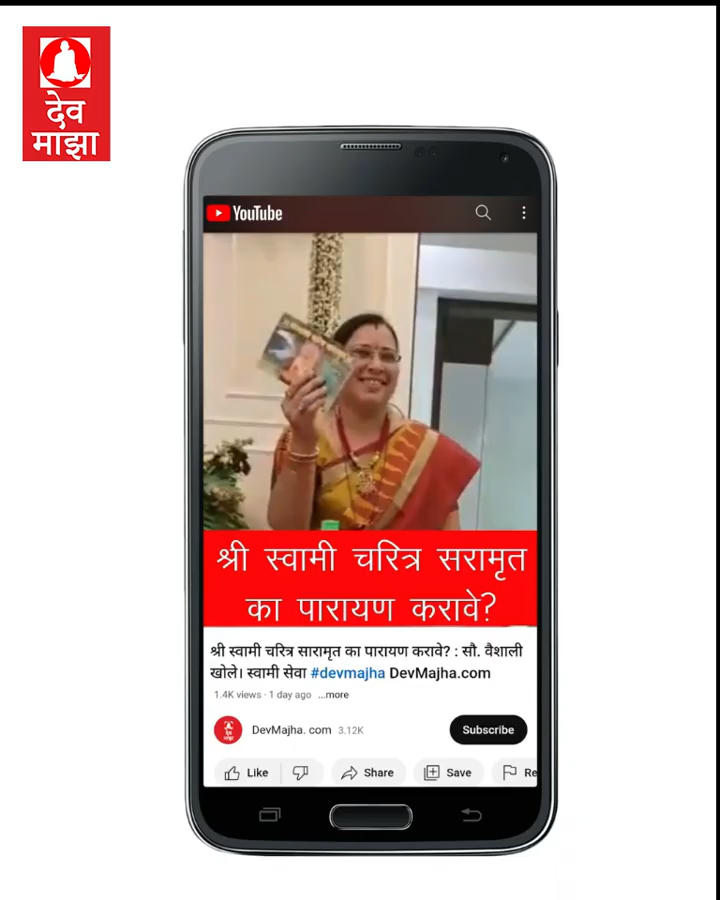 देव
माझा
YouTube
श्री स्वामी चरित्र सरामृत
का पारायण करावे?
श्री स्वामी चरित्र सारामृत का पारायण करावे? : सौ. वैशाली
खोले। स्वामी सेवा #devmajha DevMajha.com
1.4K views · 1 day ago ...more
देव
माझा
DevMajha. com 3.12K
Subscribe
Like
Share
Save
Re